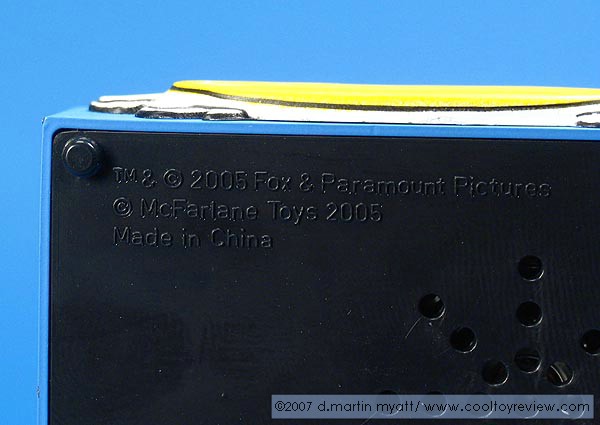 TM & © 2005 Fox & Paramount Pictures
© McFarlane Toys 2005
Made in China
©2007 d.martin myatt/ www.cooltoyreview.com